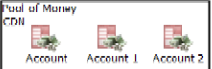 Pool of Money
CDN
Account Account 1 Account 2